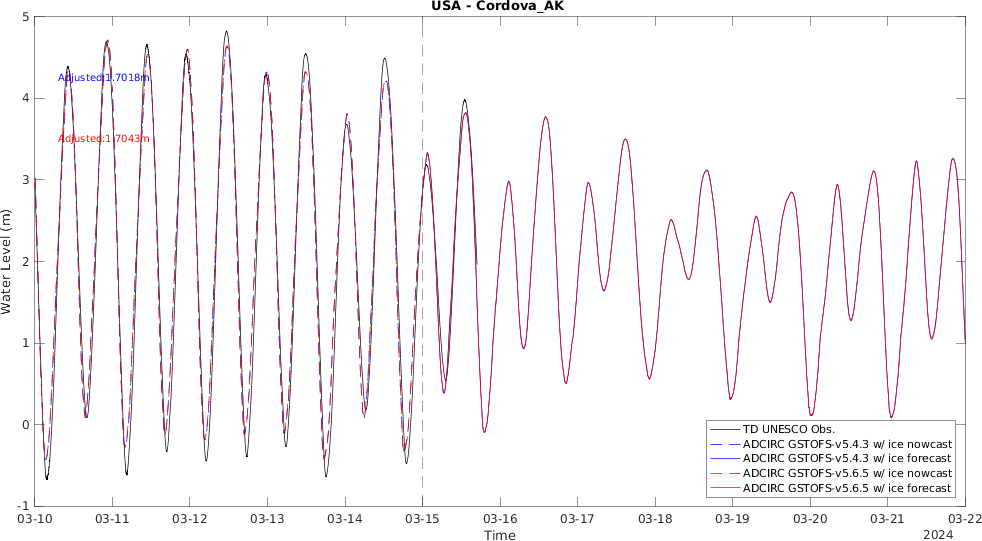 USA - Cordova_AK
5
4
3
2
1
0
-1
Water Level (m)
Adjusted:1.7018m
Adjusted:1.7043m
TD UNESCO Obs.
ADCIRC GSTOFS-v5.4.3 w/ ice nowcast
ADCIRC GSTOFS-v5.4.3 w/ ice forecast
ADCIRC GSTOFS-v5.6.5 w/ ice nowcast
ADCIRC GSTOFS-v5.6.5 w/ ice forecast
03-10 03-11 03-12 03-13 03-14 03-15 03-16 03-17 03-18 03-19 03-20 03-21 03-22
Time
2024